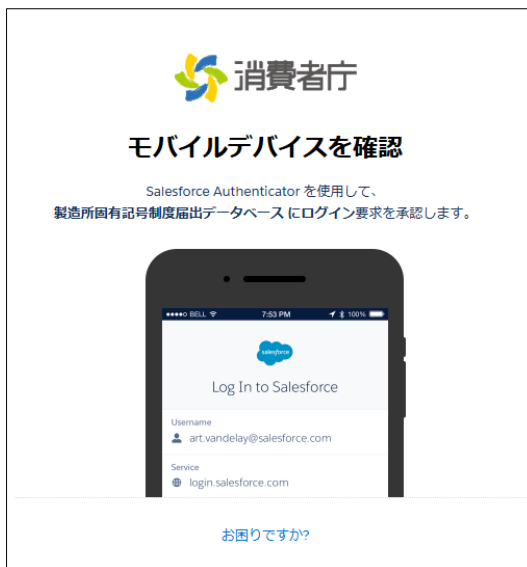 消費者庁
モバイルデバイスを確認
Salesforce Authenticator を使用して、
製造所固有記号制度届出データベース にログイン要求を承認します。
BELL 7:53 PM 100%
salesforce
Log In to Salesforce
Username
art.vandelay@salesforce.com
Service
login.salesforce.com
お困りですか?